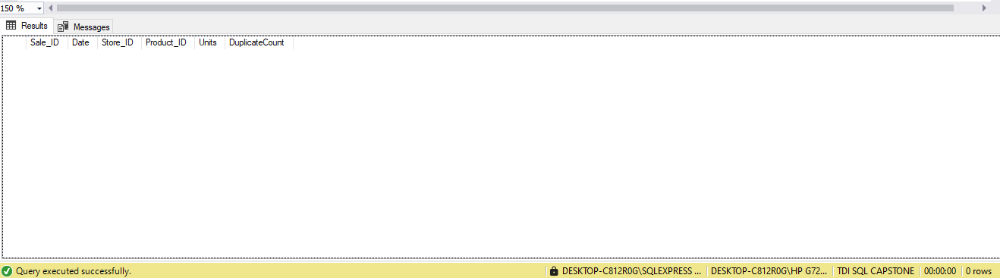 150 %
Results Messages
Sale_ID Date Store_ID Product_ID Units DuplicateCount
Query executed successfully. DESKTOP-C812R0G\SQLEXPRESS ... DESKTOP-C812R0G\HP G72... TDI SQL CAPSTONE 00:00:00 0 rows